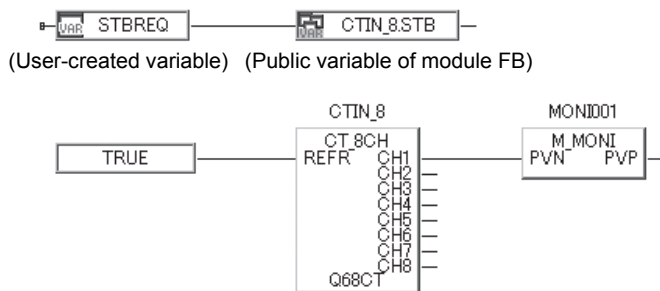 VAR STBREQ VAR CTIN_8.STB
(User-created variable) (Public variable of module FB)
CTIN_8 MONI001
CT_8CH M_MONI
TRUE REFR CH1 PVN PVP
CH2
CH3
CH4
CH5
CH6
CH7
CH8
Q68CT